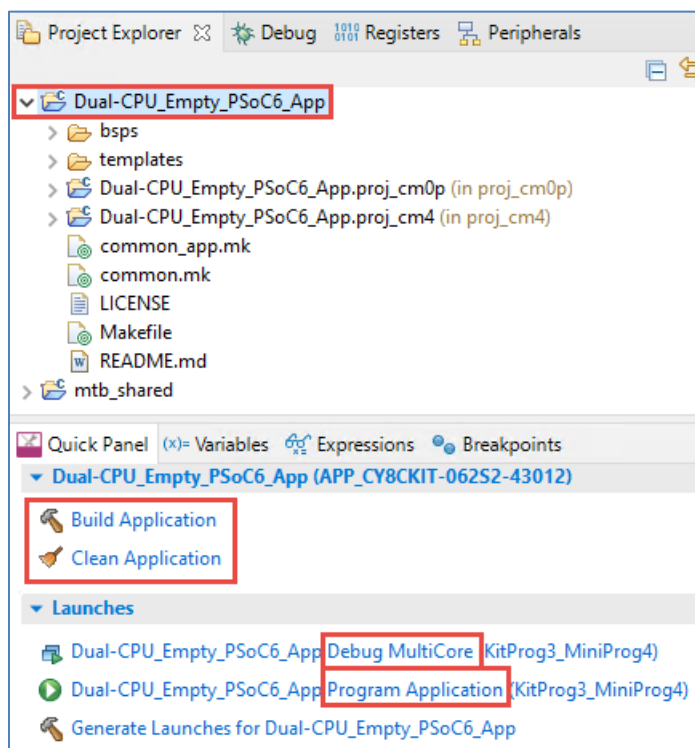 Project Explorer Debug 1010 0101 Registers Peripherals
Dual-CPU_Empty_PSoC6_App
bsps
templates
Dual-CPU_Empty_PSoC6_App.proj_cm0p (in proj_cm0p)
Dual-CPU_Empty_PSoC6_App.proj_cm4 (in proj_cm4)
common_app.mk
common.mk
LICENSE
Makefile
README.md
mtb_shared
Quick Panel (x)= Variables Expressions Breakpoints
Dual-CPU_Empty_PSoC6_App (APP_CY8CKIT-062S2-43012)
Build Application
Clean Application
Launches
Dual-CPU_Empty_PSoC6_App Debug MultiCore KitProg3_MiniProg4)
Dual-CPU_Empty_PSoC6_App Program Application (KitProg3_MiniProg4)
Generate Launches for Dual-CPU_Empty_PSoC6_App